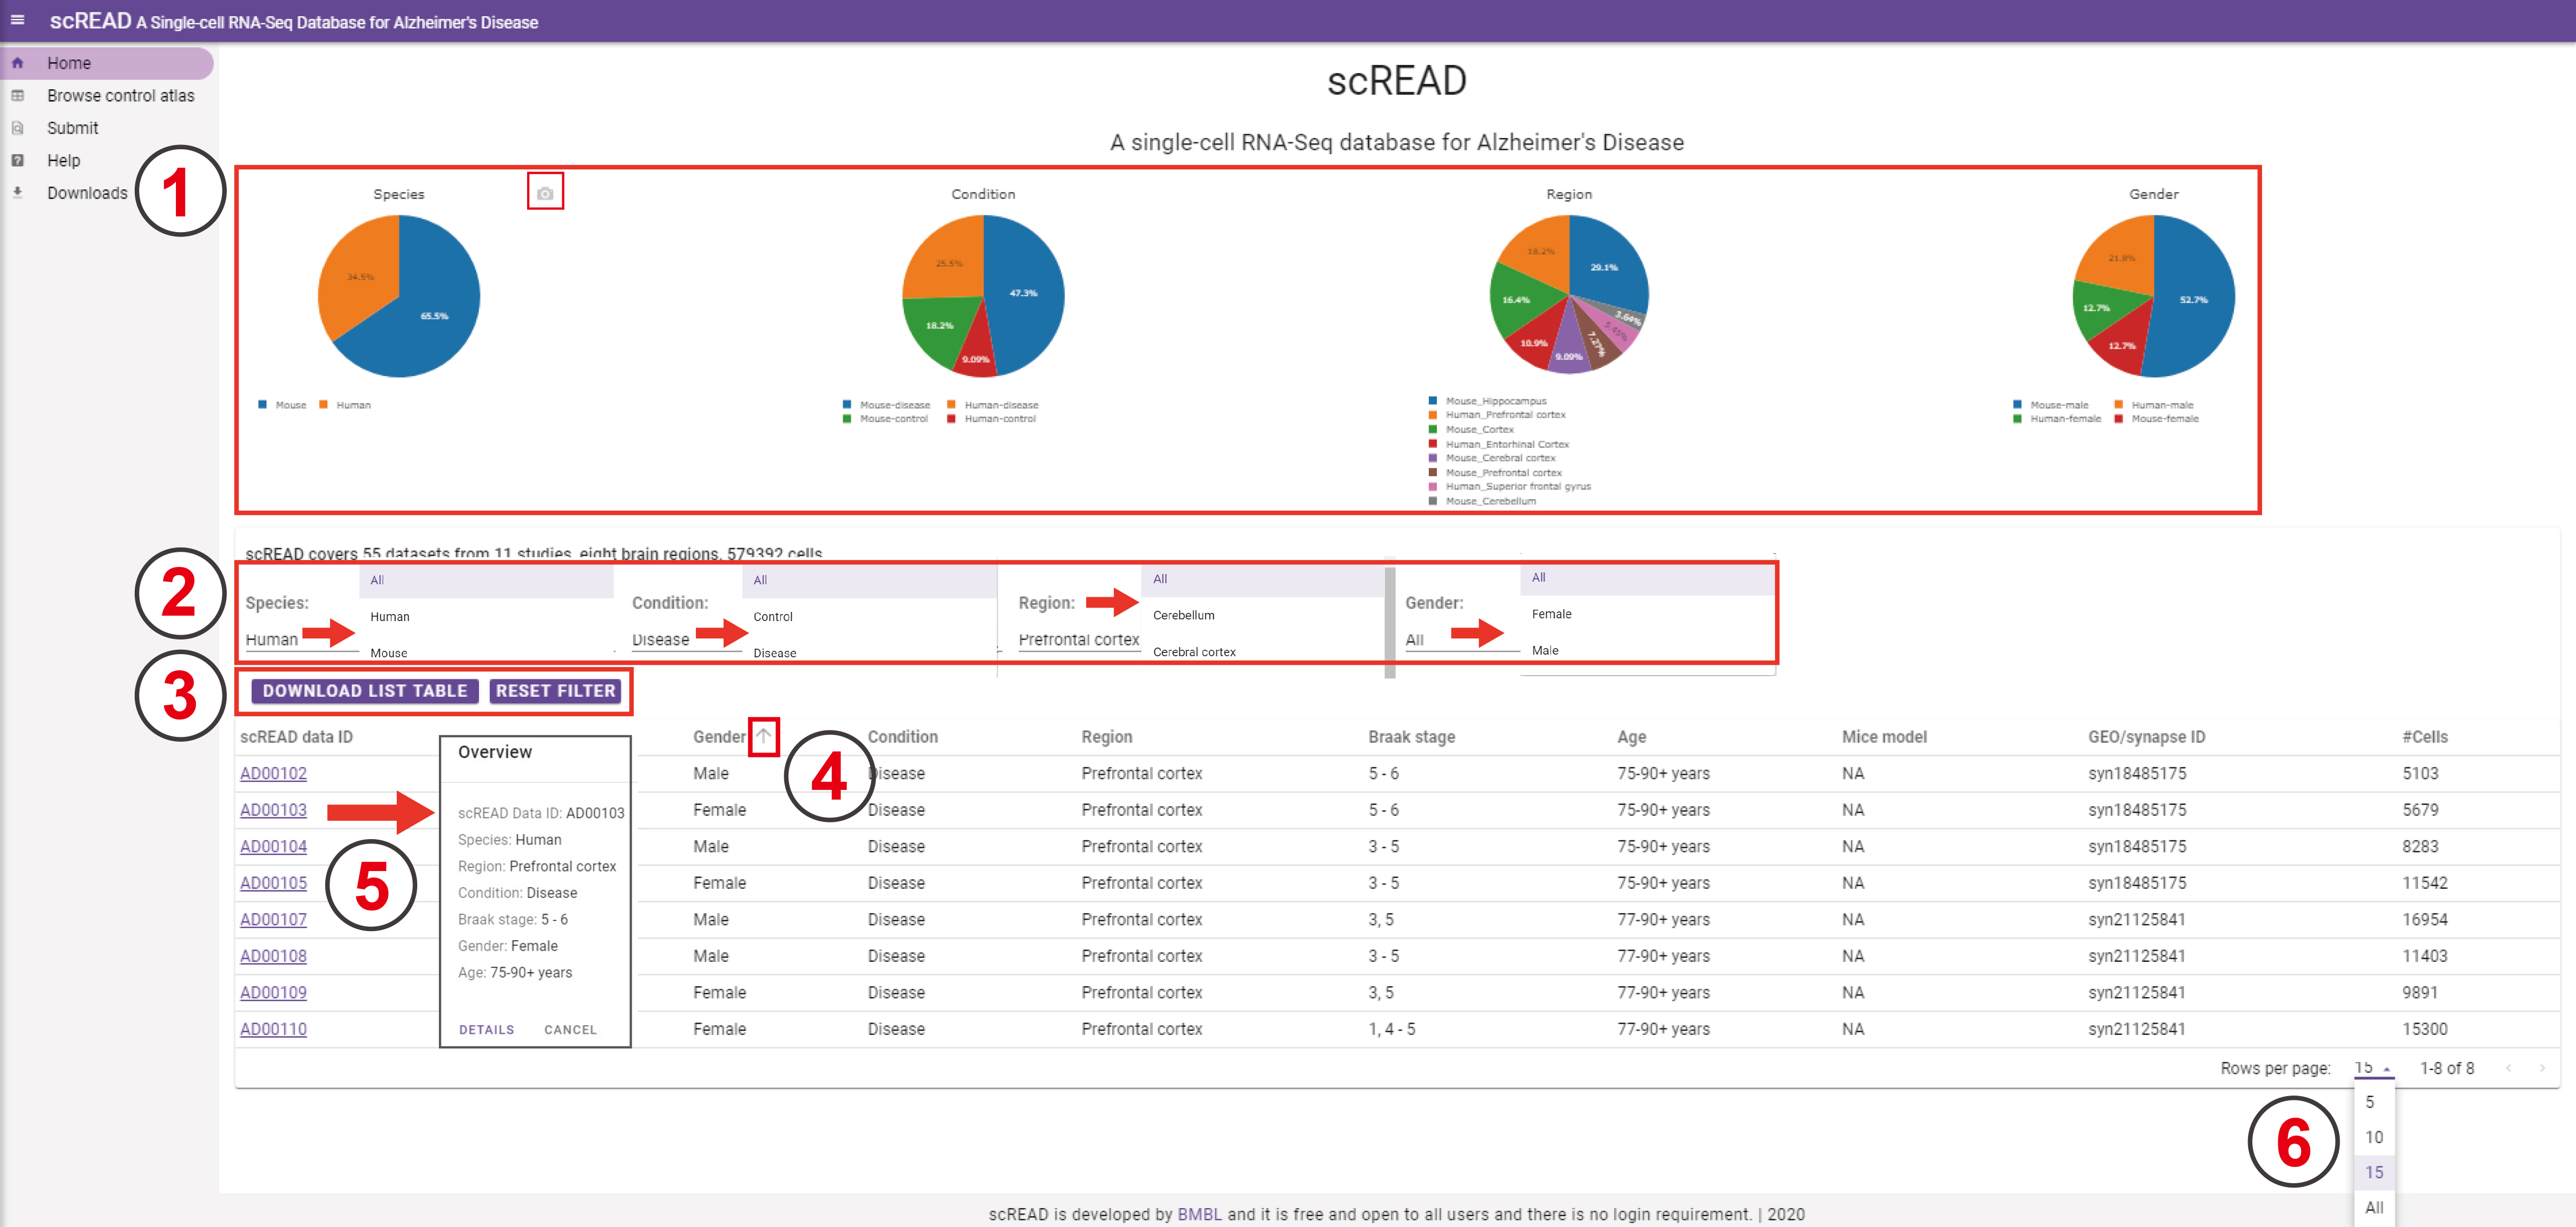 scREAD A Single-cell RNA-Seq Database for Alzheimer's Disease
Home
Browse control atlas
Submit
Help
Downloads
scREAD
A single-cell RNA-Seq database for Alzheimer's Disease
1
Species
34.5%
65.5%
Mouse Human
Condition
25.5%
47.3%
18.2%
9.09%
Mouse-disease Human-disease
Mouse-control Human-control
Region
18.2%
29.1%
16.4%
3.64%
5.45%
7.27%
10.9%
9.09%
Mouse_Hippocampus
Human_Prefrontal cortex
Mouse_Cortex
Human_Entorhinal Cortex
Mouse_Cerebral cortex
Mouse_Prefrontal cortex
Human_Superior frontal gyrus
Mouse_Cerebellum
Gender
21.8%
52.7%
12.7%
12.7%
Mouse-male Human-male
Human-female Mouse-female
scREAD covers 55 datasets from 11 studies, eight brain regions, 579392 cells
2
Species:
Human
All
Human
Mouse
Condition:
Disease
All
Control
Disease
Region:
Prefrontal cortex
All
Cerebellum
Cerebral cortex
Gender:
All
All
Female
Male
3
DOWNLOAD LIST TABLE RESET FILTER
scREAD data ID Gender Condition Region Braak stage Age Mice model GEO/synapse ID #Cells
AD00102 Male Disease Prefrontal cortex 5 - 6 75-90+ years NA syn18485175 5103
AD00103 Female Disease Prefrontal cortex 5 - 6 75-90+ years NA syn18485175 5679
AD00104 Male Disease Prefrontal cortex 3 - 5 75-90+ years NA syn18485175 8283
AD00105 Female Disease Prefrontal cortex 3 - 5 75-90+ years NA syn18485175 11542
AD00107 Male Disease Prefrontal cortex 3, 5 77-90+ years NA syn21125841 16954
AD00108 Male Disease Prefrontal cortex 3 - 5 77-90+ years NA syn21125841 11403
AD00109 Female Disease Prefrontal cortex 3, 5 77-90+ years NA syn21125841 9891
AD00110 Female Disease Prefrontal cortex 1, 4 - 5 77-90+ years NA syn21125841 15300
4
5
Overview
scREAD Data ID: AD00103
Species: Human
Region: Prefrontal cortex
Condition: Disease
Braak stage: 5 - 6
Gender: Female
Age: 75-90+ years
DETAILS CANCEL
Rows per page: 15 1-8 of 8
6
5
10
15
All
scREAD is developed by BMBL and it is free and open to all users and there is no login requirement. | 2020